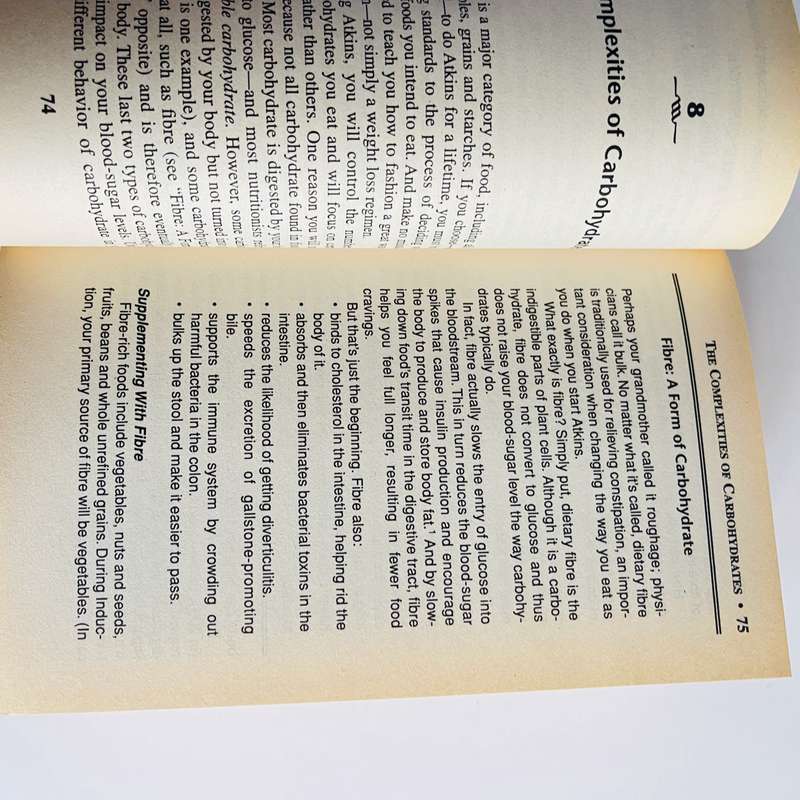 8
mplexities of Carbohydra
is a major category of food, including
les, grains and starches. If you choose
—to do Atkins for a lifetime, you must
g standards to the process of deciding
foods you intend to eat. And make no
d to teach you how to fashion a great
n—not simply a weight loss regimen.
g Atkins, you will control the
ohydrates you eat and will focus on
ather than others. One reason you will
ecause not all carbohydrate found in
Most carbohydrate is digested by your
to glucose—and most nutritionists
ble carbohydrate. However, some
gested by your body but not turned
is one example), and some carbohy
at all, such as fibre (see "Fibre: A
opposite) and is therefore
body. These last two types of
impact on your blood-sugar levels.
ifferent behavior of carbohydrate
74
THE COMPLEXITIES OF CARBOHYDRATES • 75
Fibre: A Form of Carbohydrate
Perhaps your grandmother called it roughage; physi-
cians call it bulk. No matter what it's called, dietary fibre
is traditionally used for relieving constipation, an impor-
tant consideration when changing the way you eat as
you do when you start Atkins.
What exactly is fibre? Simply put, dietary fibre is the
indigestible parts of plant cells. Although it is a carbo-
hydrate, fibre does not convert to glucose and thus
does not raise your blood-sugar level the way carbohy-
drates typically do.
In fact, fibre actually slows the entry of glucose into
the bloodstream. This in turn reduces the blood-sugar
spikes that cause insulin production and encourage
the body to produce and store body fat.¹ And by slow-
ing down food's transit time in the digestive tract, fibre
helps you feel full longer, resulting in fewer food
cravings.
But that's just the beginning. Fibre also:
• binds to cholesterol in the intestine, helping rid the
body of it.
• absorbs and then eliminates bacterial toxins in the
intestine.
• reduces the likelihood of getting diverticulitis.
• speeds the excretion of gallstone-promoting
bile.
• supports the immune system by crowding out
harmful bacteria in the colon.
• bulks up the stool and make it easier to pass.
Supplementing With Fibre
Fibre-rich foods include vegetables, nuts and seeds,
fruits, beans and whole unrefined grains. During Induc-
tion, your primary source of fibre will be vegetables. (In